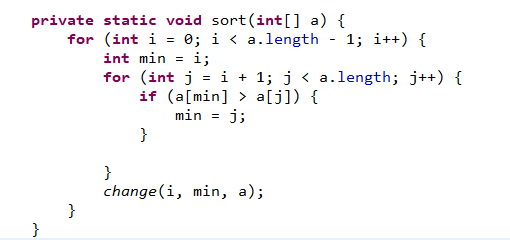 private static void sort(int[] a) {
    for (int i = 0; i < a.length - 1; i++) {
        int min = i;
        for (int j = i + 1; j < a.length; j++) {
            if (a[min] > a[j]) {
                min = j;
            }

        }
        change(i, min, a);
    }
}